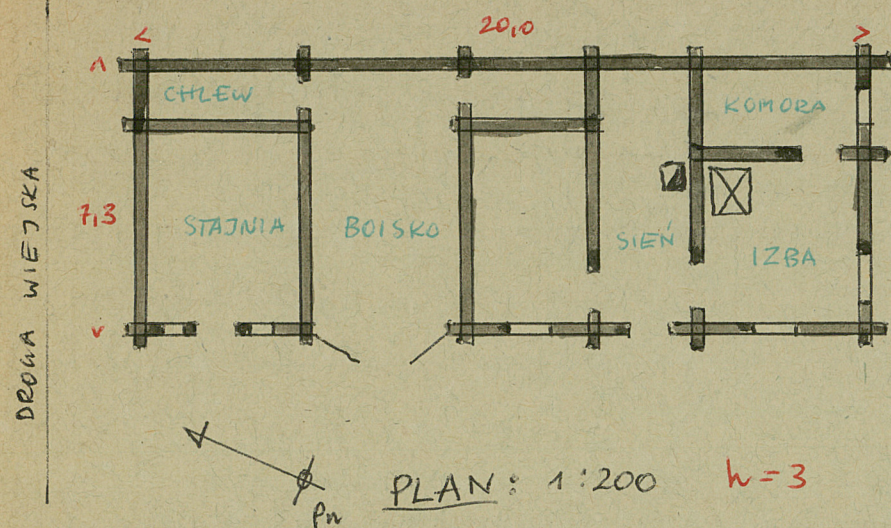 20,0
CHLEW
KOMORA
DROGA WIEJSKA
7,3
STAJNIA
BOISKO
SIEŃ
IZBA
Pn
PLAN: 1:200
h=3